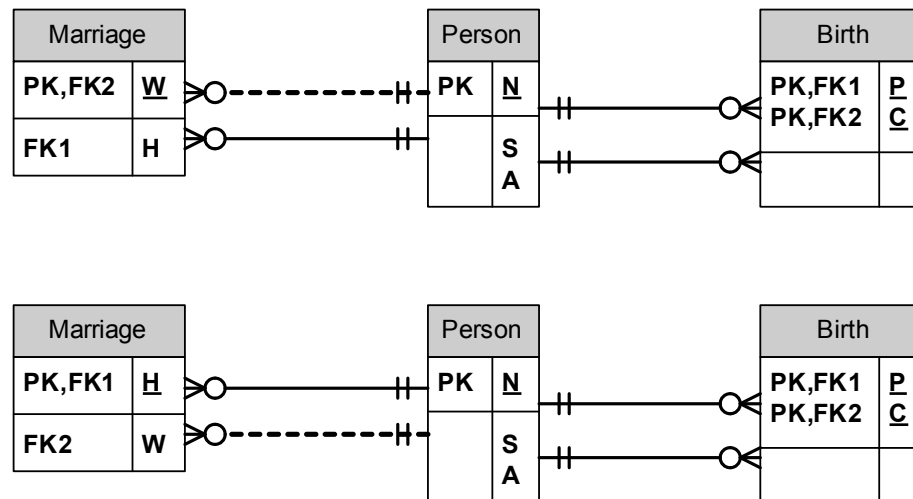 Marriage
PK,FK2 W
FK1 H
Person
PK N
S
A
Birth
PK,FK1 P
PK,FK2 C
Marriage
PK,FK1 H
FK2 W
Person
PK N
S
A
Birth
PK,FK1 P
PK,FK2 C